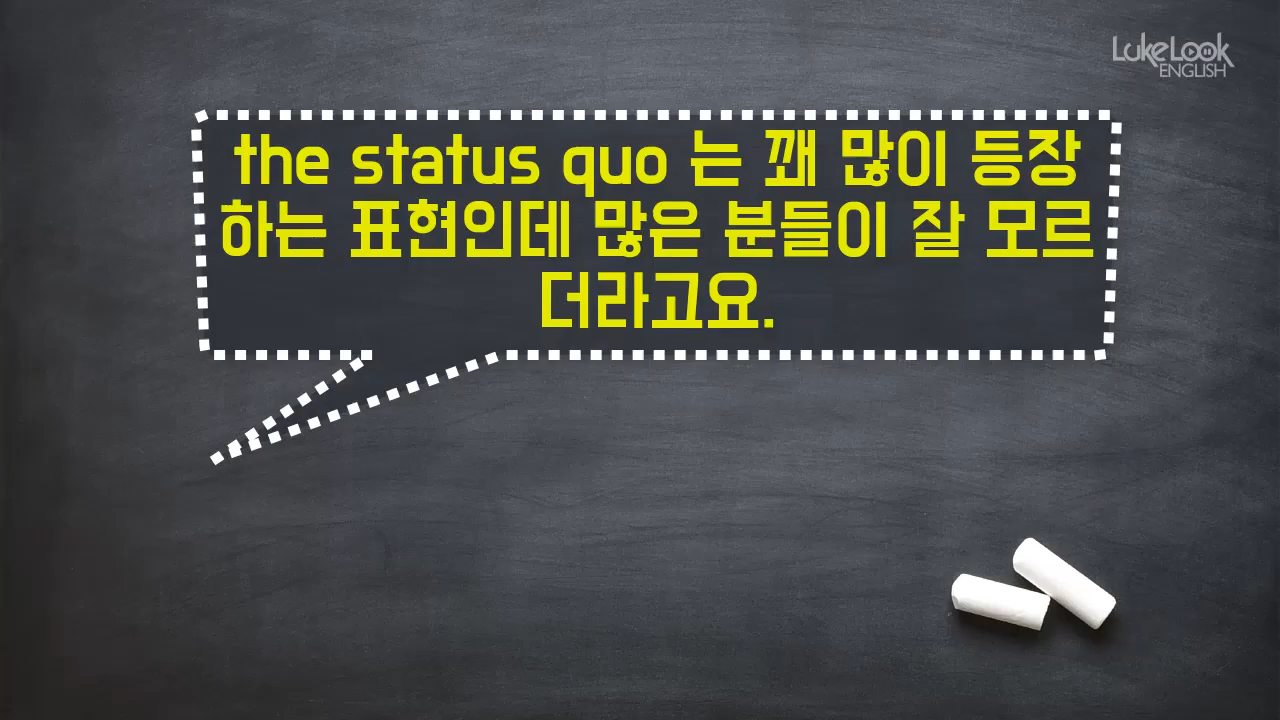 LukeLook
ENGLISH
the status quo 는 꽤 많이 등장
하는 표현인데 많은 분들이 잘 모르
더라고요.